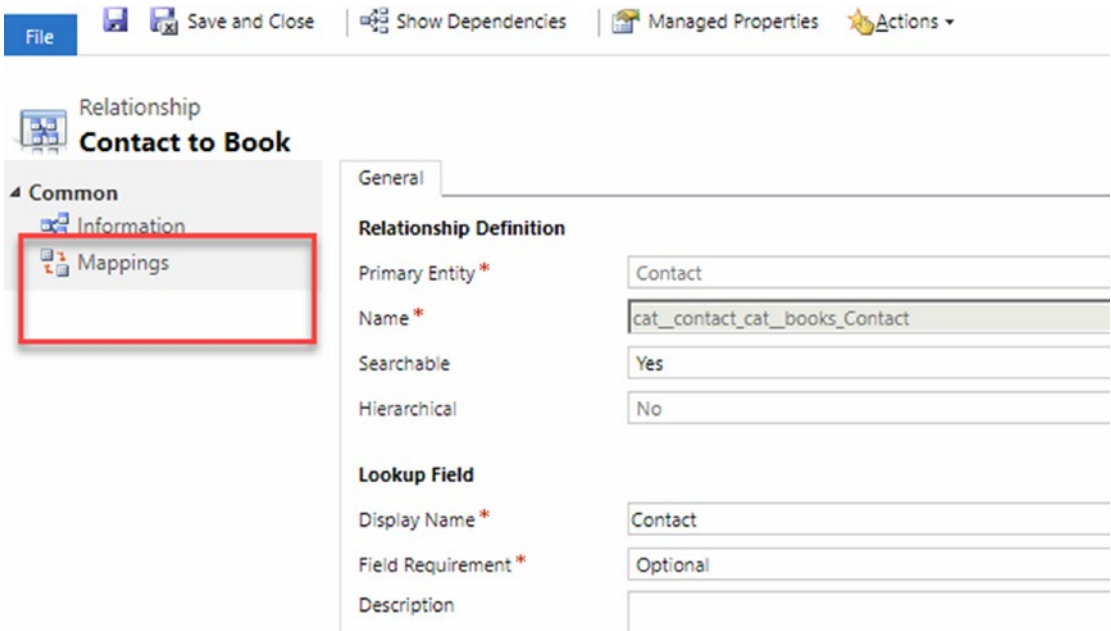 File Save and Close Show Dependencies Managed Properties Actions
Relationship
Contact to Book
Common
Information
Mappings
General
Relationship Definition
Primary Entity* Contact
Name* cat__contact_cat__books_Contact
Searchable Yes
Hierarchical No
Lookup Field
Display Name* Contact
Field Requirement* Optional
Description